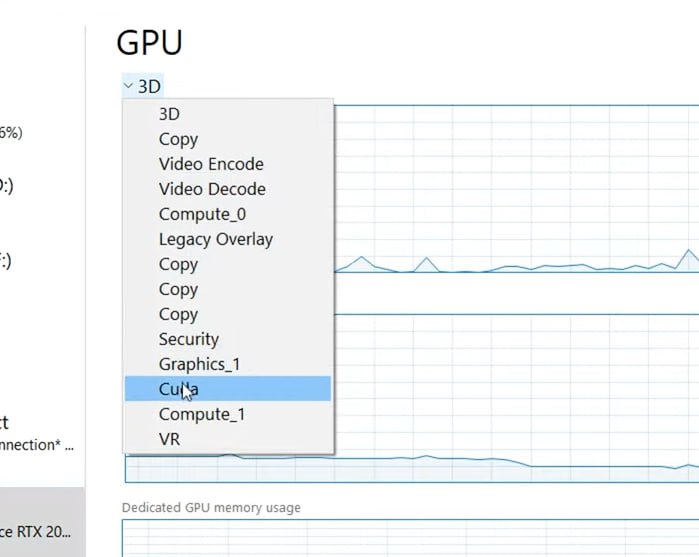 GPU
3D
3D
Copy
Video Encode
Video Decode
Compute_0
Legacy Overlay
Copy
Copy
Copy
Security
Graphics_1
Cuda
Compute_1
VR
6%)
:)
:)
ct
nnection* ...
ce RTX 20...
Dedicated GPU memory usage